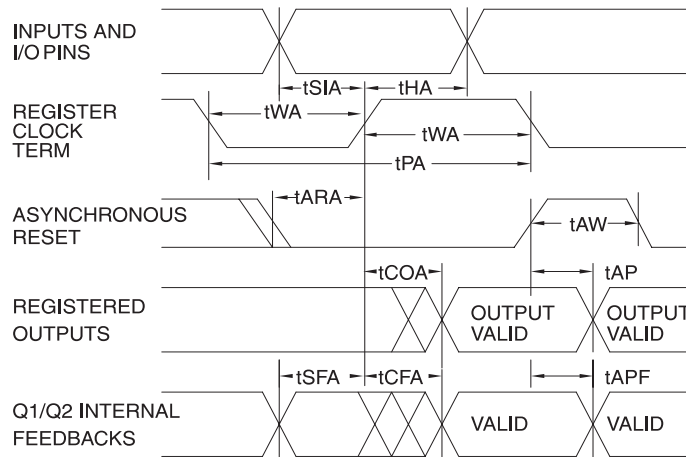 INPUTS AND
I/O PINS
tSIA
tHA
REGISTER
CLOCK
TERM
tWA
tWA
tPA
tARA
ASYNCHRONOUS
RESET
tAW
tCOA
tAP
REGISTERED
OUTPUTS
OUTPUT
VALID
OUTPUT
VALID
tSFA
tCFA
tAPF
Q1/Q2 INTERNAL
FEEDBACKS
VALID
VALID